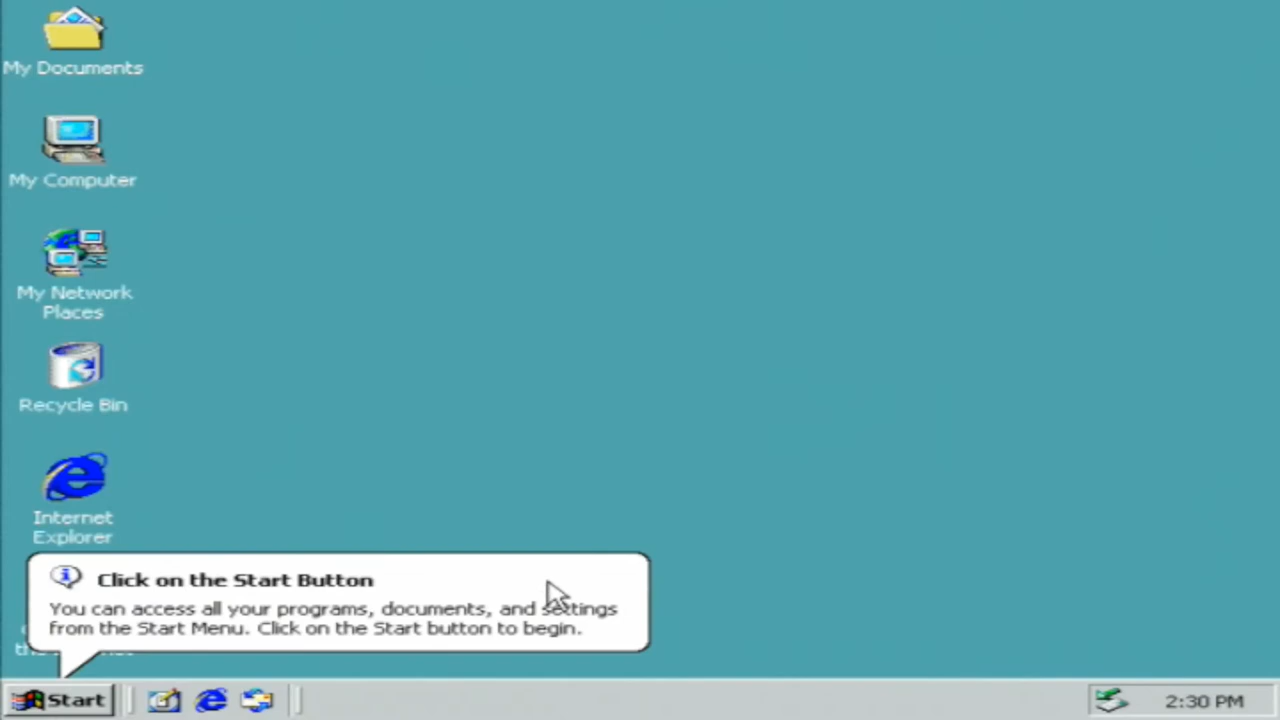 My Documents
My Computer
My Network
Places
Recycle Bin
Internet
Explorer
Click on the Start Button
You can access all your programs, documents, and settings
from the Start Menu. Click on the Start button to begin.
Start
2:30 PM